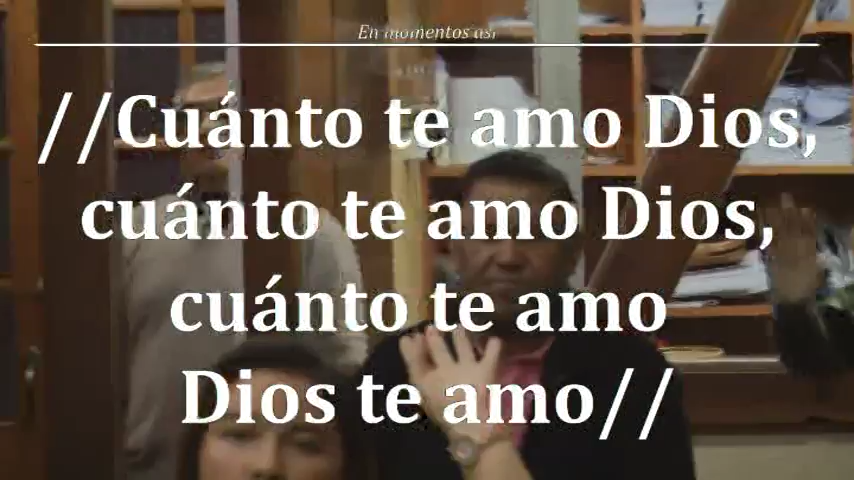 En momentos así
//Cuánto te amo Dios,
cuánto te amo Dios,
cuánto te amo
Dios te amo//